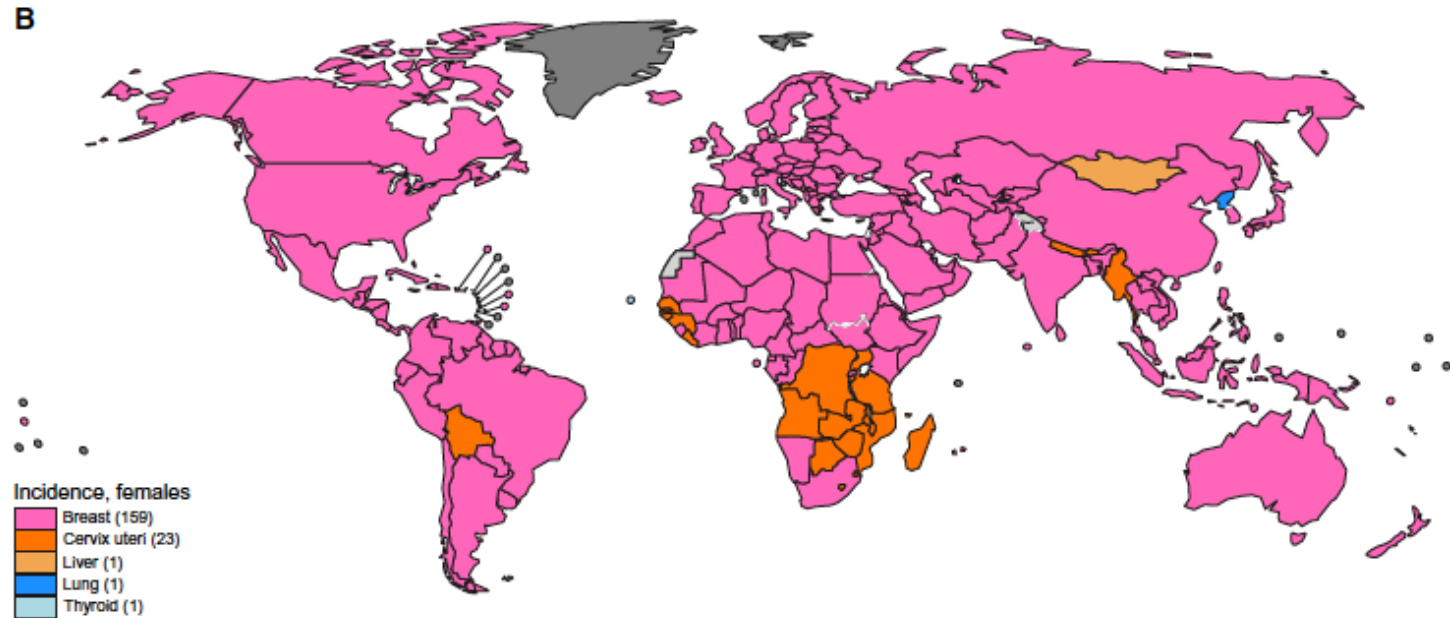 B
Incidence, females
Breast (159)
Cervix uteri (23)
Liver (1)
Lung (1)
Thyroid (1)